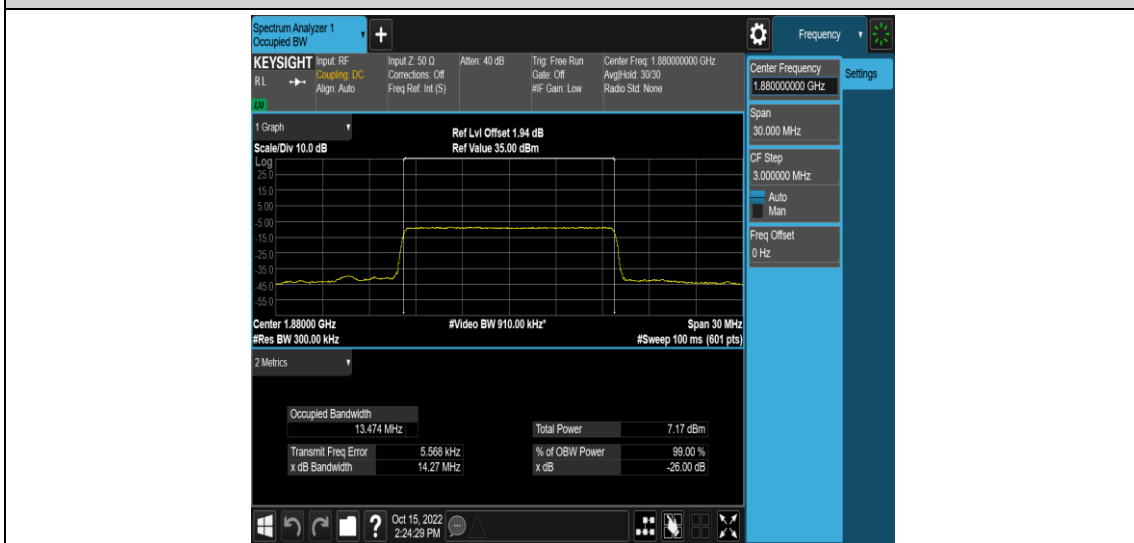 Spectrum Analyzer 1
Occupied BW
Frequency
KEYSIGHT
RL
LXI
Input: RF
Coupling: DC
Align: Auto
Input Z: 50 Ω
Corrections: Off
Freq Ref: Int (S)
Atten: 40 dB
Trig: Free Run
Gate: Off
#IF Gain: Low
Center Freq: 1.880000000 GHz
Avg|Hold: 30/30
Radio Std: None
Center Frequency
1.880000000 GHz
Settings
Span
30.000 MHz
CF Step
3.000000 MHz
Auto
Man
Freq Offset
0 Hz
1 Graph
Scale/Div 10.0 dB
Ref Lvl Offset 1.94 dB
Ref Value 35.00 dBm
Log
25.0
15.0
5.00
-5.00
-15.0
-25.0
-35.0
-45.0
-55.0
Center 1.88000 GHz
#Video BW 910.00 kHz*
Span 30 MHz
#Res BW 300.00 kHz
#Sweep 100 ms (601 pts)
2 Metrics
Occupied Bandwidth
13.474 MHz
Total Power 7.17 dBm
Transmit Freq Error 5.568 kHz
% of OBW Power 99.00 %
x dB Bandwidth 14.27 MHz
x dB -26.00 dB
?
Oct 15, 2022
2:24:29 PM